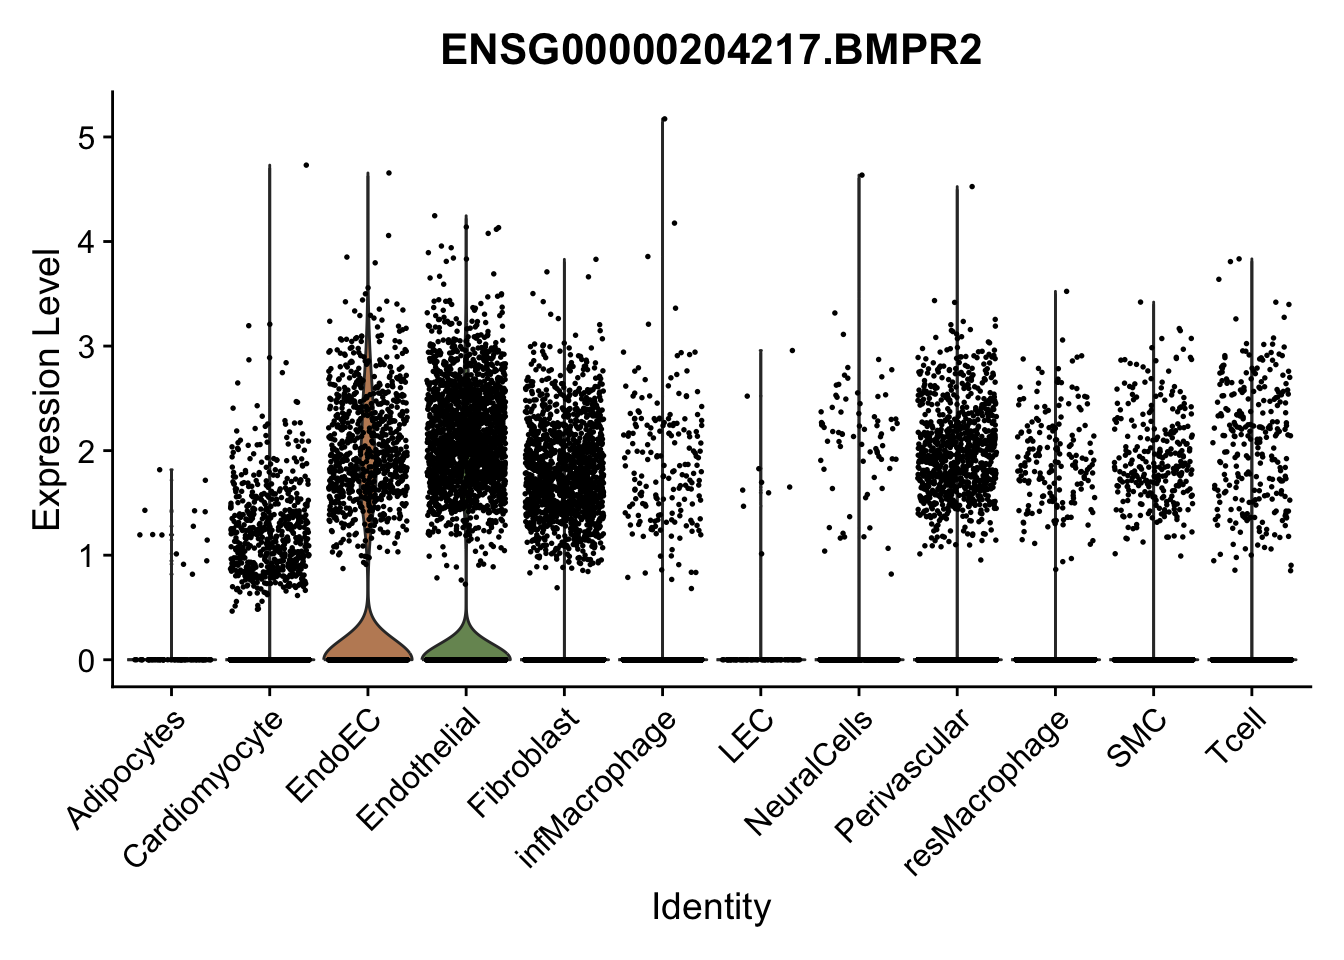 ENSG00000204217.BMPR2
Expression Level
5
4
3
2
1
0
Adipocytes
Cardiomyocyte
EndoEC
Endothelial
Fibroblast
infMacrophage
LEC
NeuralCells
Perivascular
resMacrophage
SMC
Tcell
Identity